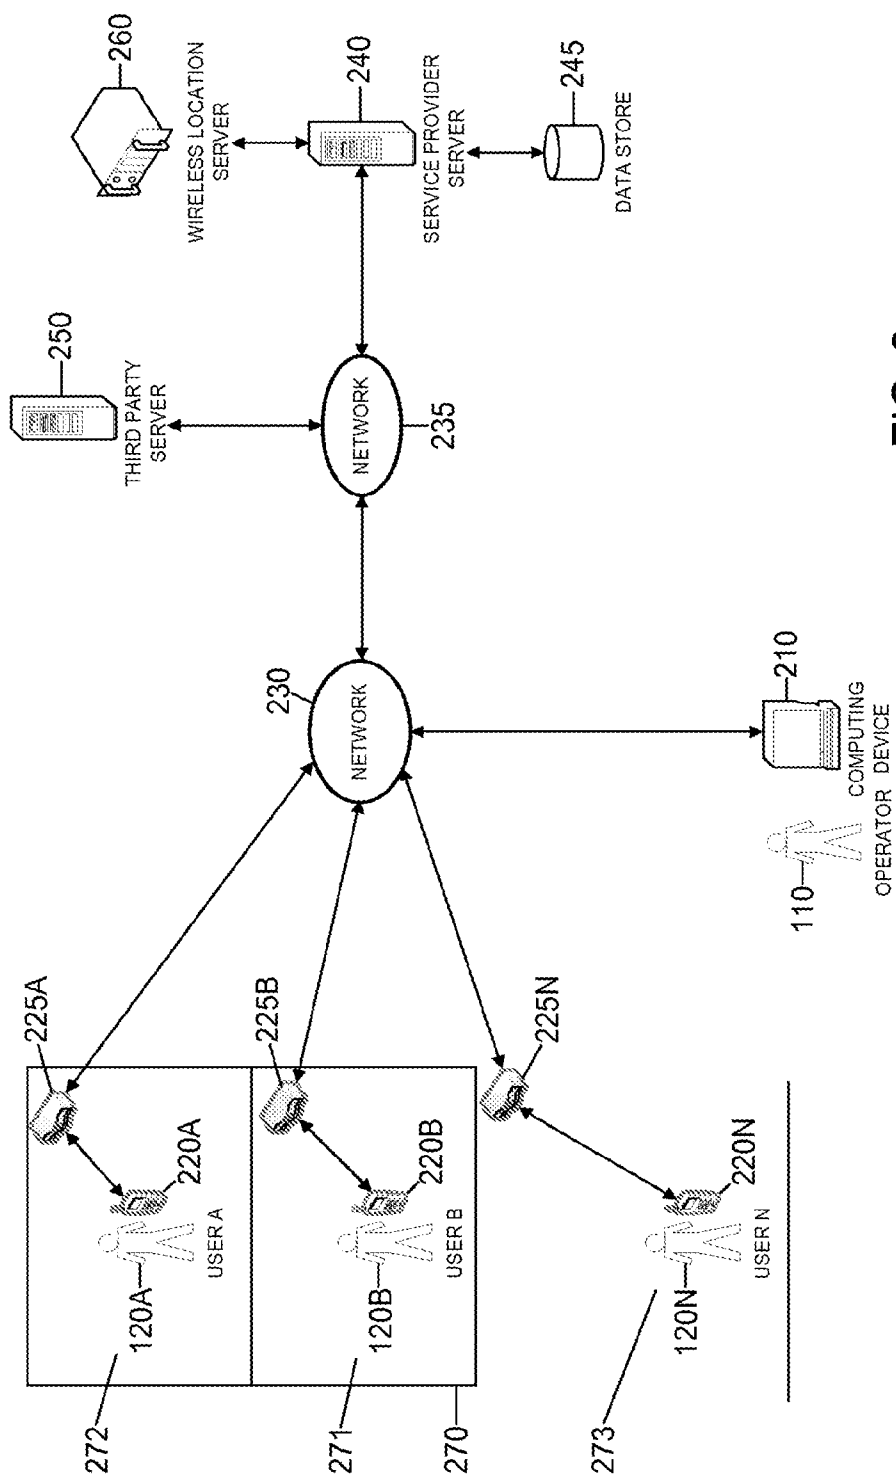 225A
250
272
260
THIRD PARTY
SERVER
120A
220A
WIRELESS LOCATION
SERVER
USER A
225B
230
271
240
NETWORK
NETWORK
120B
220B
SERVICE PROVIDER
SERVER
235
USER B
270
225N
245
273
DATA STORE
120N
220N
USER N
210
110
COMPUTING
OPERATOR DEVICE